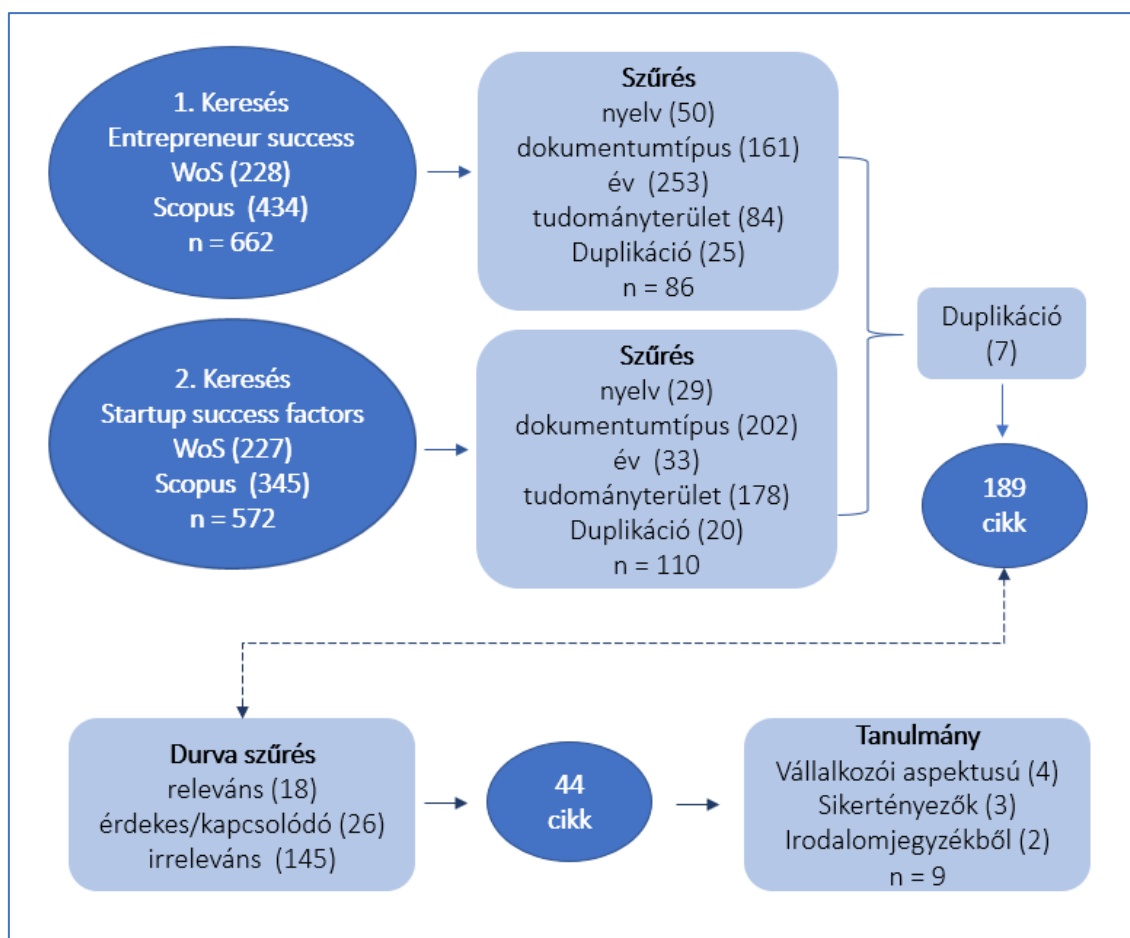 1. Keresés
Entrepreneur success
WoS (228)
Scopus (434)
n = 662
Szűrés
nyelv (50)
dokumentumtípus (161)
év (253)
tudományterület (84)
Duplikáció (25)
n = 86
2. Keresés
Startup success factors
WoS (227)
Scopus (345)
n = 572
Szűrés
nyelv (29)
dokumentumtípus (202)
év (33)
tudományterület (178)
Duplikáció (20)
n = 110
Duplikáció
(7)
189
cikk
Durva szűrés
releváns (18)
érdekes/kapcsolódó (26)
irreleváns (145)
44
cikk
Tanulmány
Vállalkozói aspektusú (4)
Sikertényezők (3)
Irodalomjegyzékből (2)
n = 9